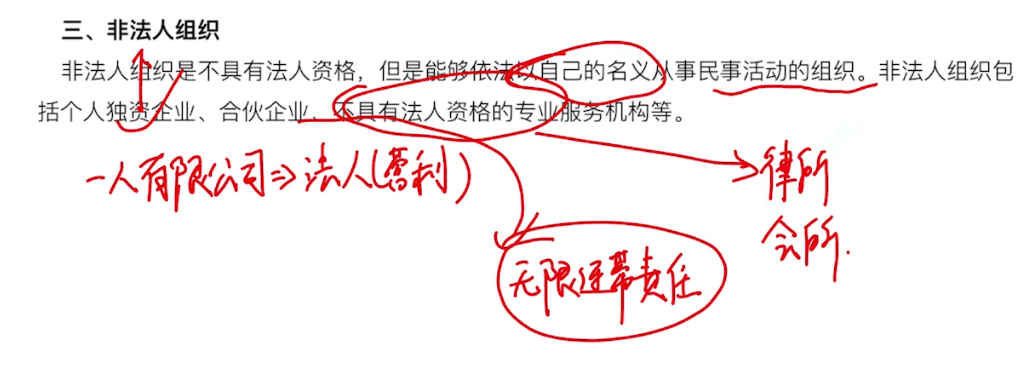 三、非法人组织
非法人组织是不具有法人资格，但是能够依法以自己的名义从事民事活动的组织。非法人组织包
括个人独资企业、合伙企业、不具有法人资格的专业服务机构等。
一人有限公司⇒法人(营利)
律所
会所.
无限连带责任